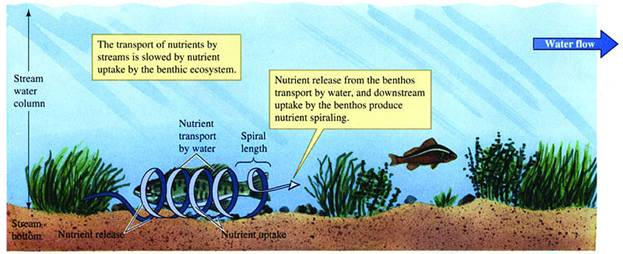 The transport of nutrients by
streams is slowed by nutrient
uptake by the benthic ecosystem.
Water flow
Stream
water
column
Nutrient release from the benthos
transport by water, and downstream
uptake by the benthos produce
nutrient spiraling.
Nutrient
transport
by water
Spiral
length
Stream
bottom
Nutrient release
Nutrient uptake